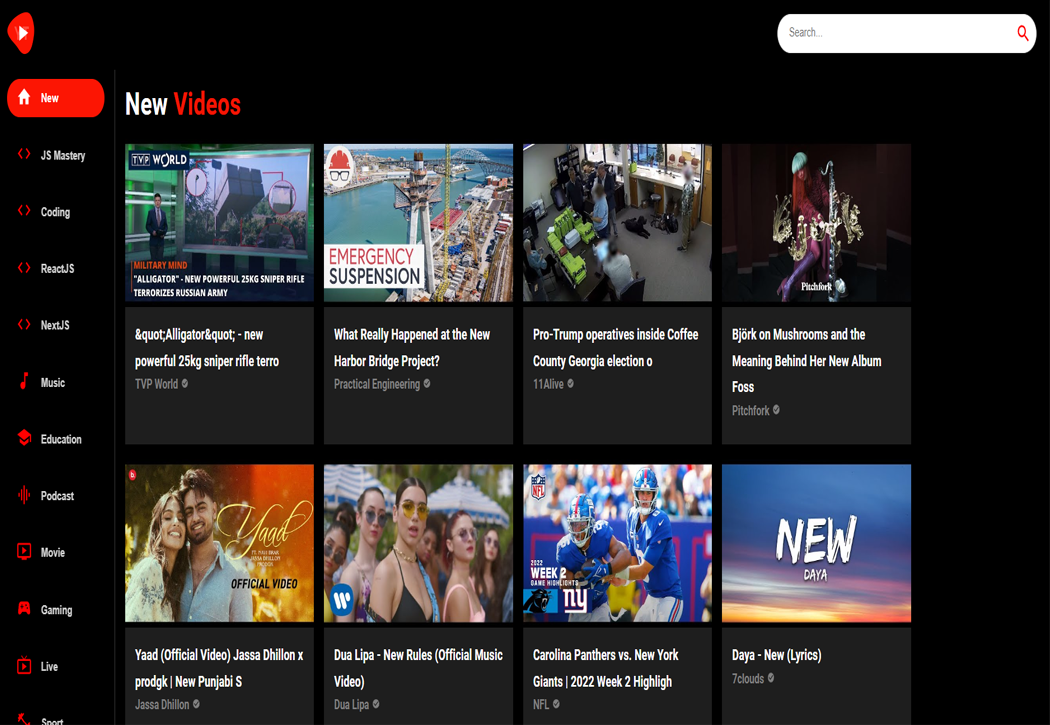 Search...
New
JS Mastery
Coding
ReactJS
NextJS
Music
Education
Podcast
Movie
Gaming
Live
Sport
New Videos
TVP WORLD
MILITARY MIND
"ALLIGATOR" - NEW POWERFUL 25KG SNIPER RIFLE
TERRORIZES RUSSIAN ARMY
&quot;Alligator&quot; - new
powerful 25kg sniper rifle terro
TVP World
EMERGENCY
SUSPENSION
What Really Happened at the New
Harbor Bridge Project?
Practical Engineering
Pro-Trump operatives inside Coffee
County Georgia election o
11Alive
Pitchfork
Björk on Mushrooms and the
Meaning Behind Her New Album
Foss
Pitchfork
Yaad
OFFICIAL VIDEO
Yaad (Official Video) Jassa Dhillon x
prodgk | New Punjabi S
Jassa Dhillon
Dua Lipa - New Rules (Official Music
Video)
Dua Lipa
NFL
2022
WEEK 2
GAME HIGHLIGHTS
ny
Carolina Panthers vs. New York
Giants | 2022 Week 2 Highligh
NFL
NEW
DAYA
Daya - New (Lyrics)
7clouds